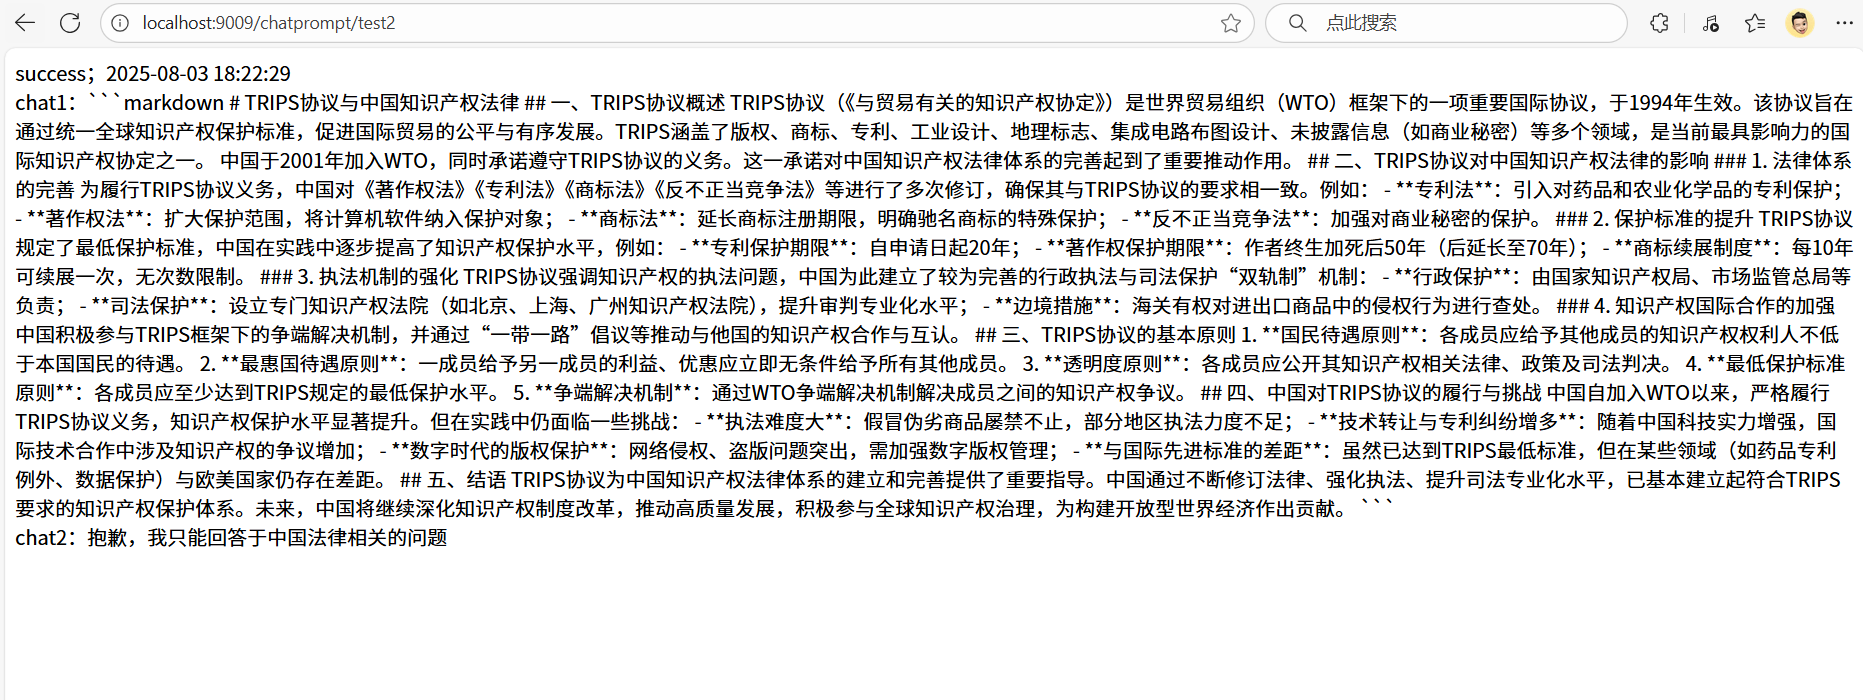 localhost:9009/chatprompt/test2
点此搜索
success；2025-08-03 18:22:29
chat1：```markdown # TRIPS协议与中国知识产权法律 ## 一、TRIPS协议概述 TRIPS协议（《与贸易有关的知识产权协定》）是世界贸易组织（WTO）框架下的一项重要国际协议，于1994年生效。该协议旨在
通过统一全球知识产权保护标准，促进国际贸易的公平与有序发展。TRIPS涵盖了版权、商标、专利、工业设计、地理标志、集成电路布图设计、未披露信息（如商业秘密）等多个领域，是当前最具影响力的国
际知识产权协定之一。 中国于2001年加入WTO，同时承诺遵守TRIPS协议的义务。这一承诺对中国知识产权法律体系的完善起到了重要推动作用。 ## 二、TRIPS协议对中国知识产权法律的影响 ### 1. 法律体系
的完善 为履行TRIPS协议义务，中国对《著作权法》《专利法》《商标法》《反不正当竞争法》等进行了多次修订，确保其与TRIPS协议的要求相一致。例如： - **专利法**：引入对药品和农业化学品的专利保护；
- **著作权法**：扩大保护范围，将计算机软件纳入保护对象； - **商标法**：延长商标注册期限，明确驰名商标的特殊保护； - **反不正当竞争法**：加强对商业秘密的保护。 ### 2. 保护标准的提升 TRIPS协议
规定了最低保护标准，中国在实践中逐步提高了知识产权保护水平，例如： - **专利保护期限**：自申请日起20年； - **著作权保护期限**：作者终生加死后50年（后延长至70年）； - **商标续展制度**：每10年
可续展一次，无次数限制。 ### 3. 执法机制的强化 TRIPS协议强调知识产权的执法问题，中国为此建立了较为完善的行政执法与司法保护“双轨制”机制： - **行政保护**：由国家知识产权局、市场监管总局等
负责； - **司法保护**：设立专门知识产权法院（如北京、上海、广州知识产权法院），提升审判专业化水平； - **边境措施**：海关有权对进出口商品中的侵权行为进行查处。 ### 4. 知识产权国际合作的加强
中国积极参与TRIPS框架下的争端解决机制，并通过“一带一路”倡议等推动与他国的知识产权合作与互认。 ## 三、TRIPS协议的基本原则 1. **国民待遇原则**：各成员应给予其他成员的知识产权权利人不低
于本国国民的待遇。 2. **最惠国待遇原则**：一成员给予另一成员的利益、优惠应立即无条件给予所有其他成员。 3. **透明度原则**：各成员应公开其知识产权相关法律、政策及司法判决。 4. **最低保护标准
原则**：各成员应至少达到TRIPS规定的最低保护水平。 5. **争端解决机制**：通过WTO争端解决机制解决成员之间的知识产权争议。 ## 四、中国对TRIPS协议的履行与挑战 中国自加入WTO以来，严格履行
TRIPS协议义务，知识产权保护水平显著提升。但在实践中仍面临一些挑战： - **执法难度大**：假冒伪劣商品屡禁不止，部分地区执法力度不足； - **技术转让与专利纠纷增多**：随着中国科技实力增强，国
际技术合作中涉及知识产权的争议增加； - **数字时代的版权保护**：网络侵权、盗版问题突出，需加强数字版权管理； - **与国际先进标准的差距**：虽然已达到TRIPS最低标准，但在某些领域（如药品专利
例外、数据保护）与欧美国家仍存在差距。 ## 五、结语 TRIPS协议为中国知识产权法律体系的建立和完善提供了重要指导。中国通过不断修订法律、强化执法、提升司法专业化水平，已基本建立起符合TRIPS
要求的知识产权保护体系。未来，中国将继续深化知识产权制度改革，推动高质量发展，积极参与全球知识产权治理，为构建开放型世界经济作出贡献。 ```
chat2：抱歉，我只能回答于中国法律相关的问题